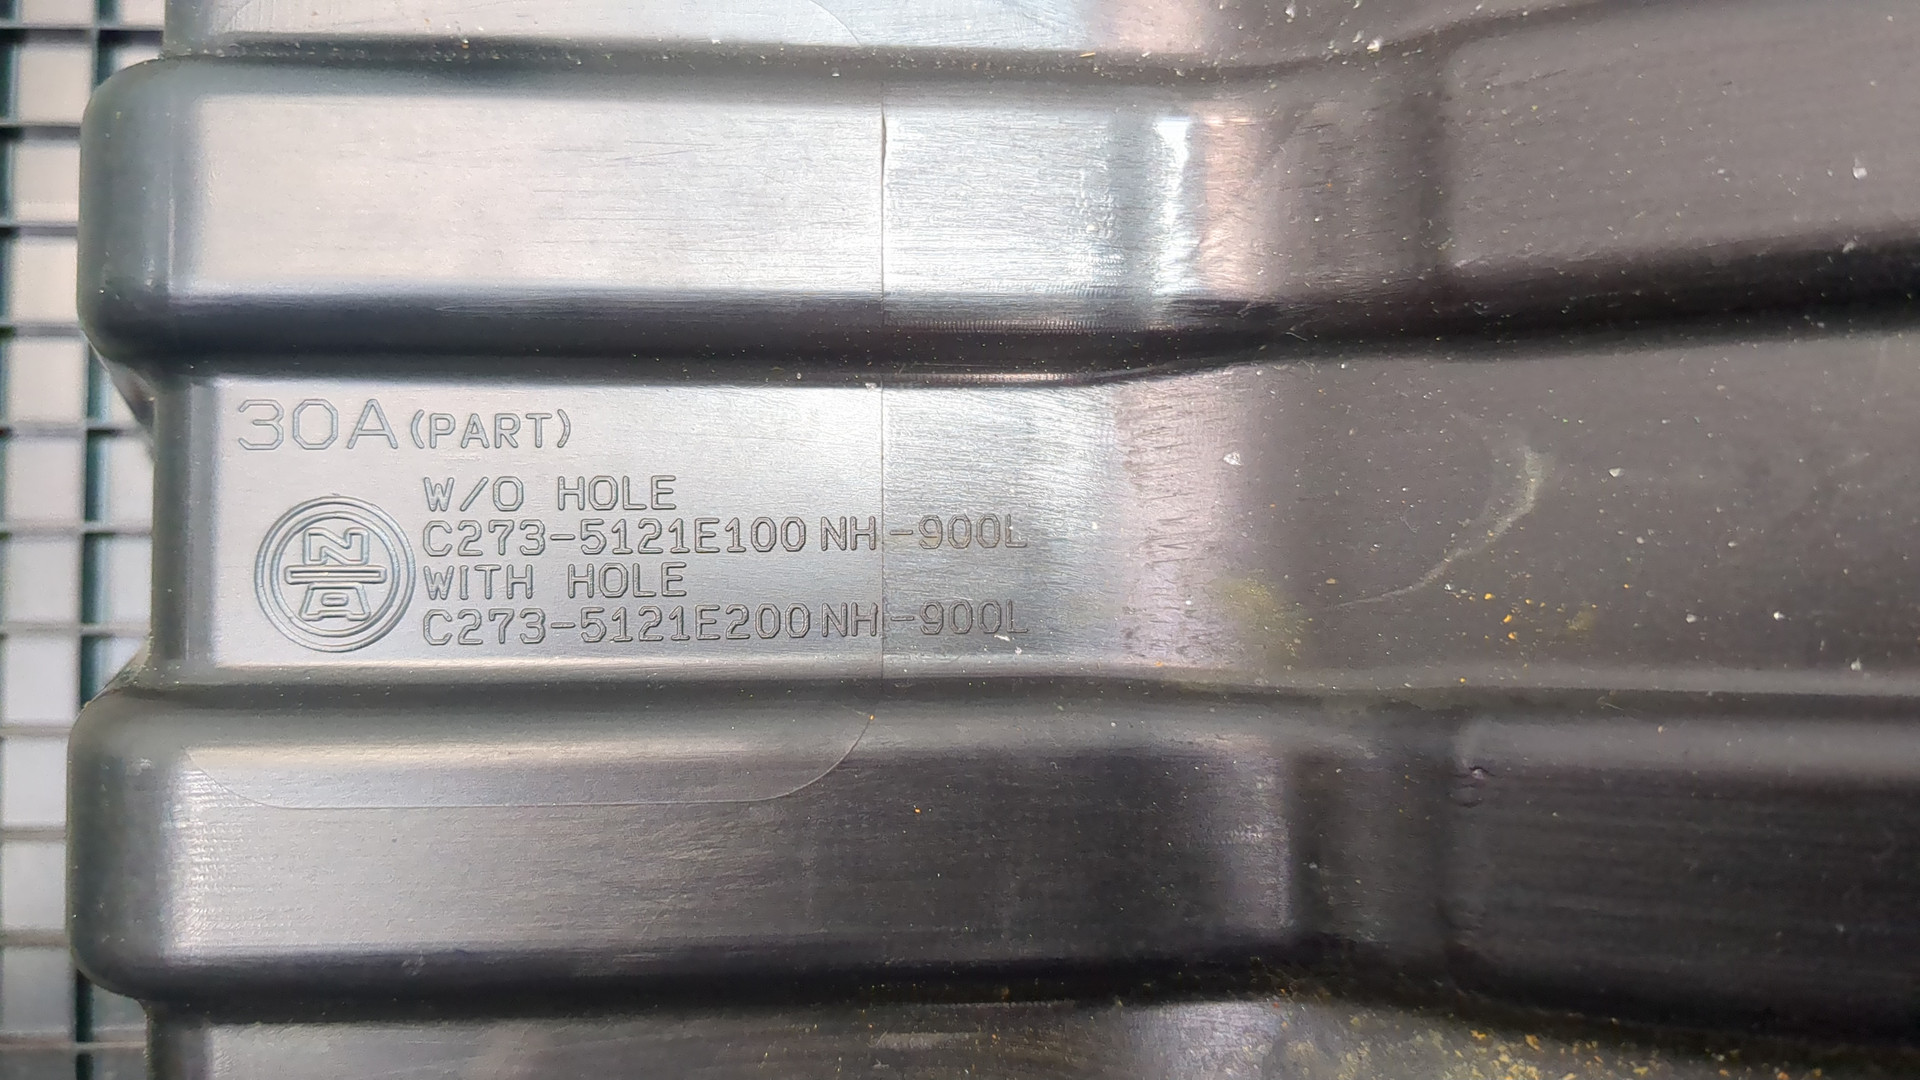 30A (PART)
W/O HOLE
C273-5121E100 NH-900L
WITH HOLE
C273-5121E200 NH-900L